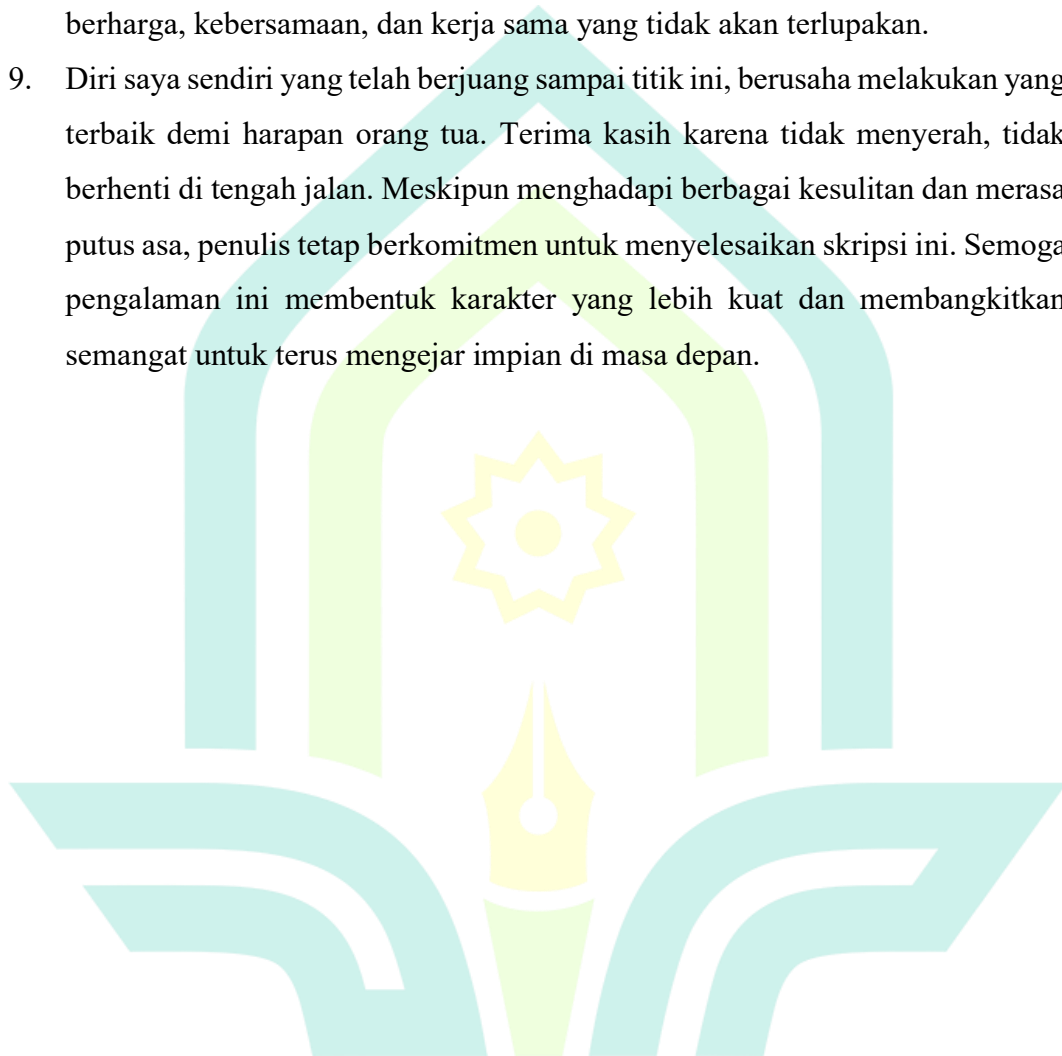 berharga, kebersamaan, dan kerja sama yang tidak akan terlupakan.
9. Diri saya sendiri yang telah berjuang sampai titik ini, berusaha melakukan yang
terbaik demi harapan orang tua. Terima kasih karena tidak menyerah, tidak
berhenti di tengah jalan. Meskipun menghadapi berbagai kesulitan dan merasa
putus asa, penulis tetap berkomitmen untuk menyelesaikan skripsi ini. Semoga
pengalaman ini membentuk karakter yang lebih kuat dan membangkitkan
semangat untuk terus mengejar impian di masa depan.